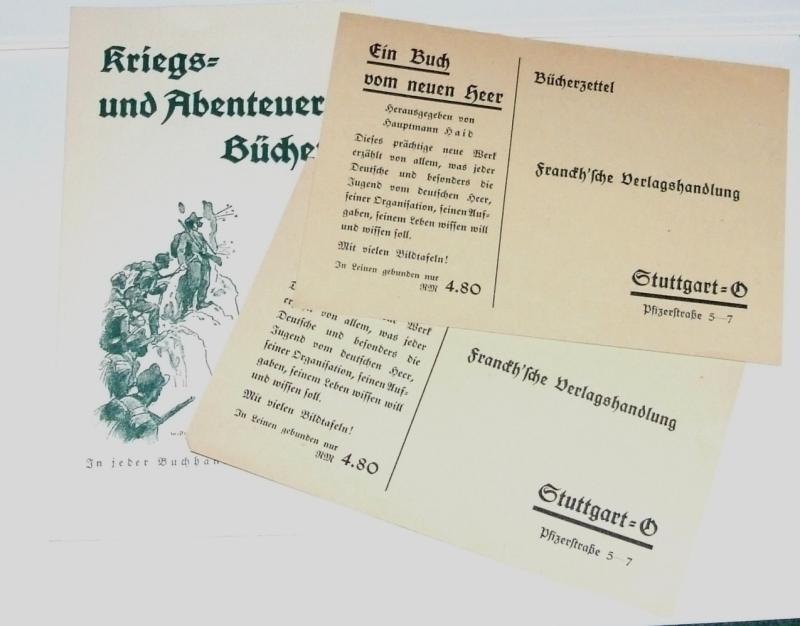 Kriegs=
und Abenteuer
Büche
In jeder Buchhan
Ein Buch
vom neuen Heer
Herausgegeben von
Hauptmann Haid
Dieses prächtige neue Werk
erzählt von allem, was jeder
Deutsche und besonders die
Jugend vom deutschen Heer,
seiner Organisation, seinen Auf=
gaben, seinem Leben wissen will
und wissen soll.
Mit vielen Bildtafeln!
In Leinen gebunden nur
RM 4.80
Bücherzettel
Franckh'sche Verlagshandlung
Stuttgart=O
Pfizerstraße 5–7
Werk
von allem, was jeder
Deutsche und besonders die
Jugend vom deutschen Heer,
seiner Organisation, seinen Auf=
gaben, seinem Leben wissen will
und wissen soll.
Mit vielen Bildtafeln!
In Leinen gebunden nur
RM 4.80
Franckh'sche Verlagshandlung
Stuttgart=O
Pfizerstraße 5–7